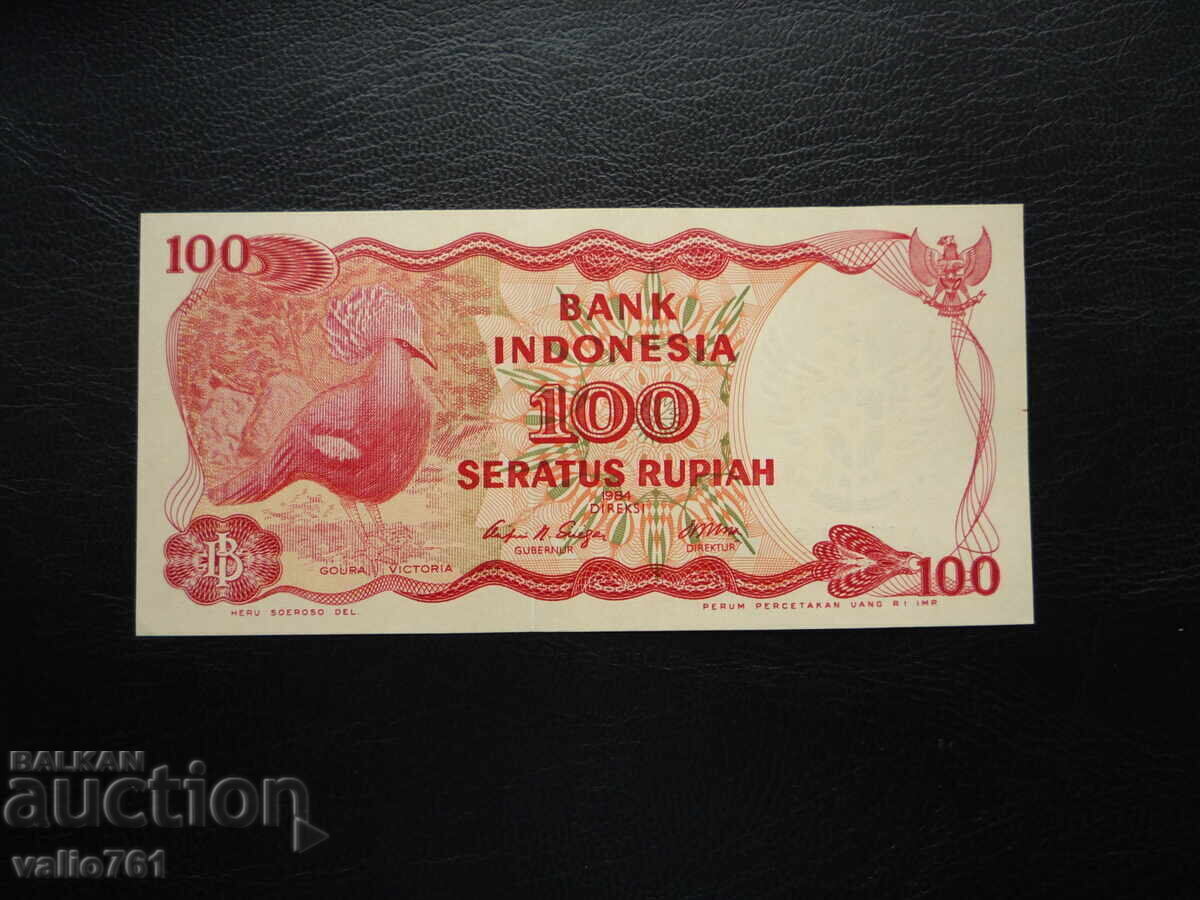 100
BANK
INDONESIA
100
SERATUS RUPIAH
1984
DIREKSI
GUBERNUR
DIREKTUR
GOURA VICTORIA
100
HERU SOEROSO DEL.
PERUM PERCETAKAN UANG RI IMP.
BALKAN
auction
valio761